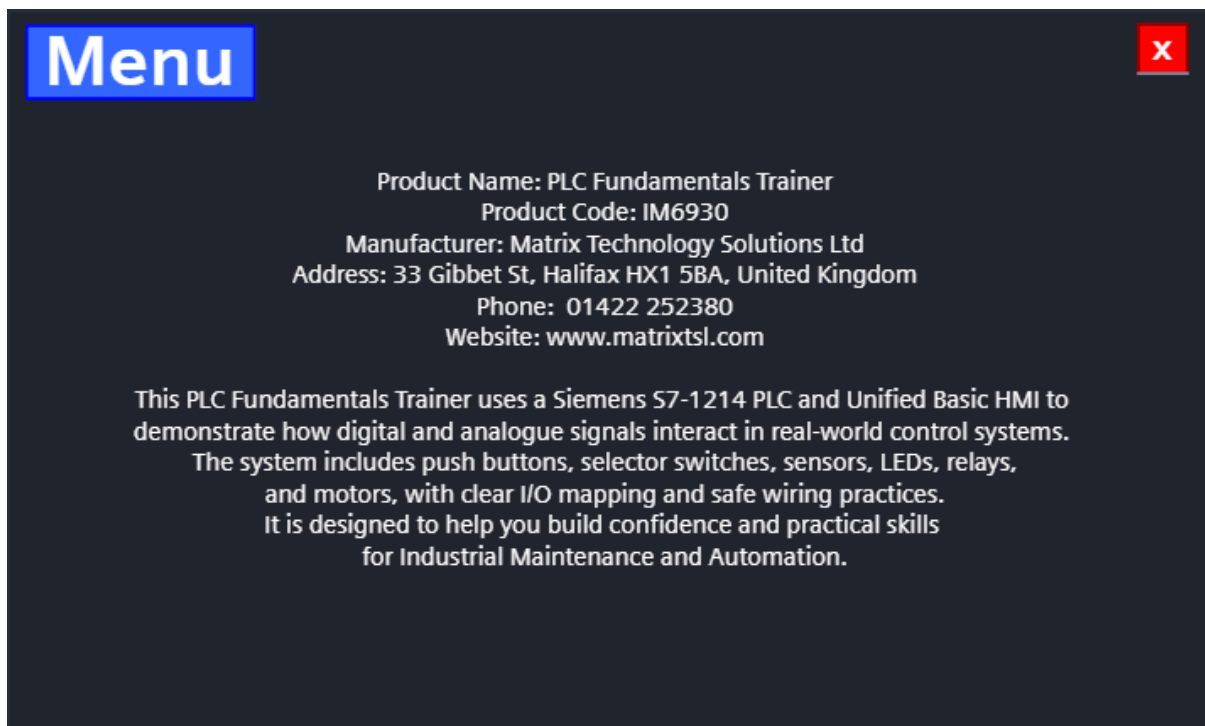 Menu
x
Product Name: PLC Fundamentals Trainer
Product Code: IM6930
Manufacturer: Matrix Technology Solutions Ltd
Address: 33 Gibbet St, Halifax HX1 5BA, United Kingdom
Phone:  01422 252380
Website: www.matrixtsl.com
This PLC Fundamentals Trainer uses a Siemens S7-1214 PLC and Unified Basic HMI to
demonstrate how digital and analogue signals interact in real-world control systems.
The system includes push buttons, selector switches, sensors, LEDs, relays,
and motors, with clear I/O mapping and safe wiring practices.
It is designed to help you build confidence and practical skills
for Industrial Maintenance and Automation.